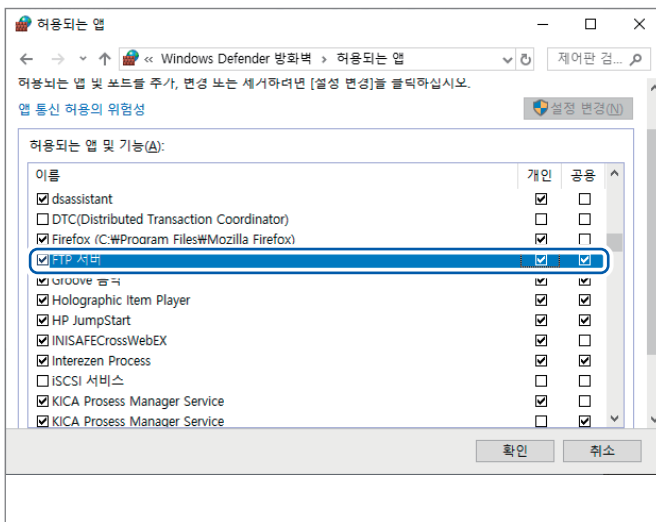 허용되는 앱
« Windows Defender 방화벽 › 허용되는 앱
제어판 검...
허용되는 앱 및 포트를 추가, 변경 또는 제거하려면 [설정 변경]을 클릭하십시오.
앱 통신 허용의 위험성
설정 변경(N)
허용되는 앱 및 기능(A):
이름 개인 공용
dsassistant
DTC(Distributed Transaction Coordinator)
Firefox (C:₩Program Files₩Mozilla Firefox)
FTP 서버
Groove 음악
Holographic Item Player
HP JumpStart
INISAFECrossWebEX
Interezen Process
iSCSI 서비스
KICA Prosess Manager Service
KICA Prosess Manager Service
확인 취소